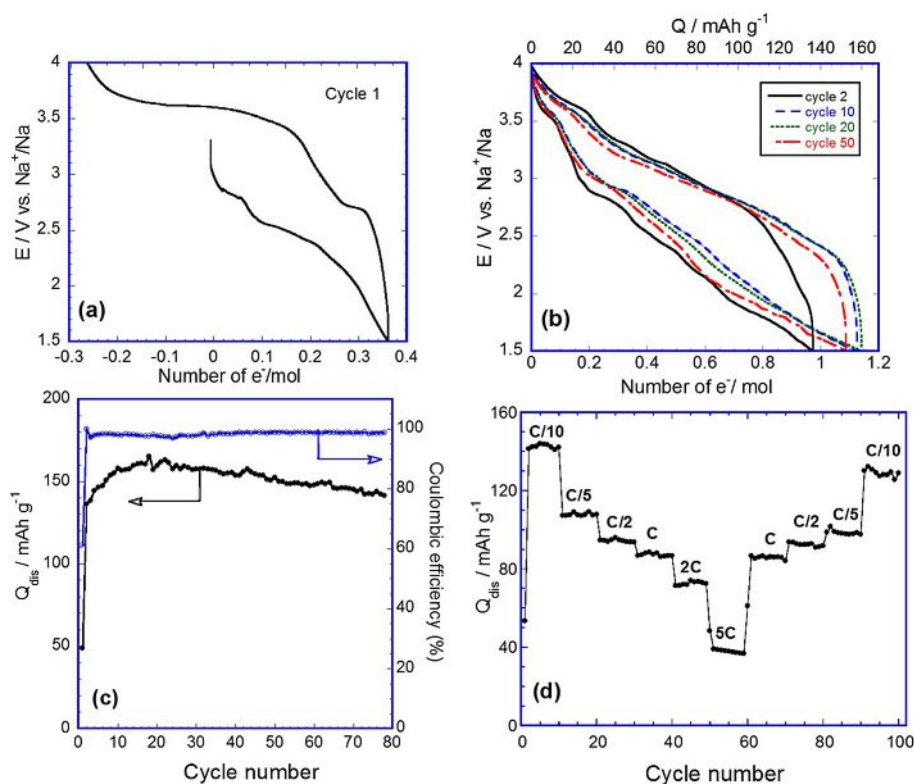 4
3.5
3
2.5
2
1.5
E / V vs. Na⁺/Na
Cycle 1
(a)
-0.3 -0.2 -0.1 0 0.1 0.2 0.3 0.4
Number of e⁻/mol
Q / mAh g⁻¹
0 20 40 60 80 100 120 140 160
4
3.5
3
2.5
2
1.5
E / V vs. Na⁺/Na
cycle 2
cycle 10
cycle 20
cycle 50
(b)
0 0.2 0.4 0.6 0.8 1 1.2
Number of e⁻/ mol
200
150
100
50
0
Q_dis / mAh g⁻¹
100
80
60
40
20
0
Coulombic efficiency (%)
(c)
0 10 20 30 40 50 60 70 80
Cycle number
160
120
80
40
0
Q_dis / mAh g⁻¹
C/10
C/5
C/2
C
2C
5C
C
C/2
C/5
C/10
(d)
0 20 40 60 80 100
Cycle number